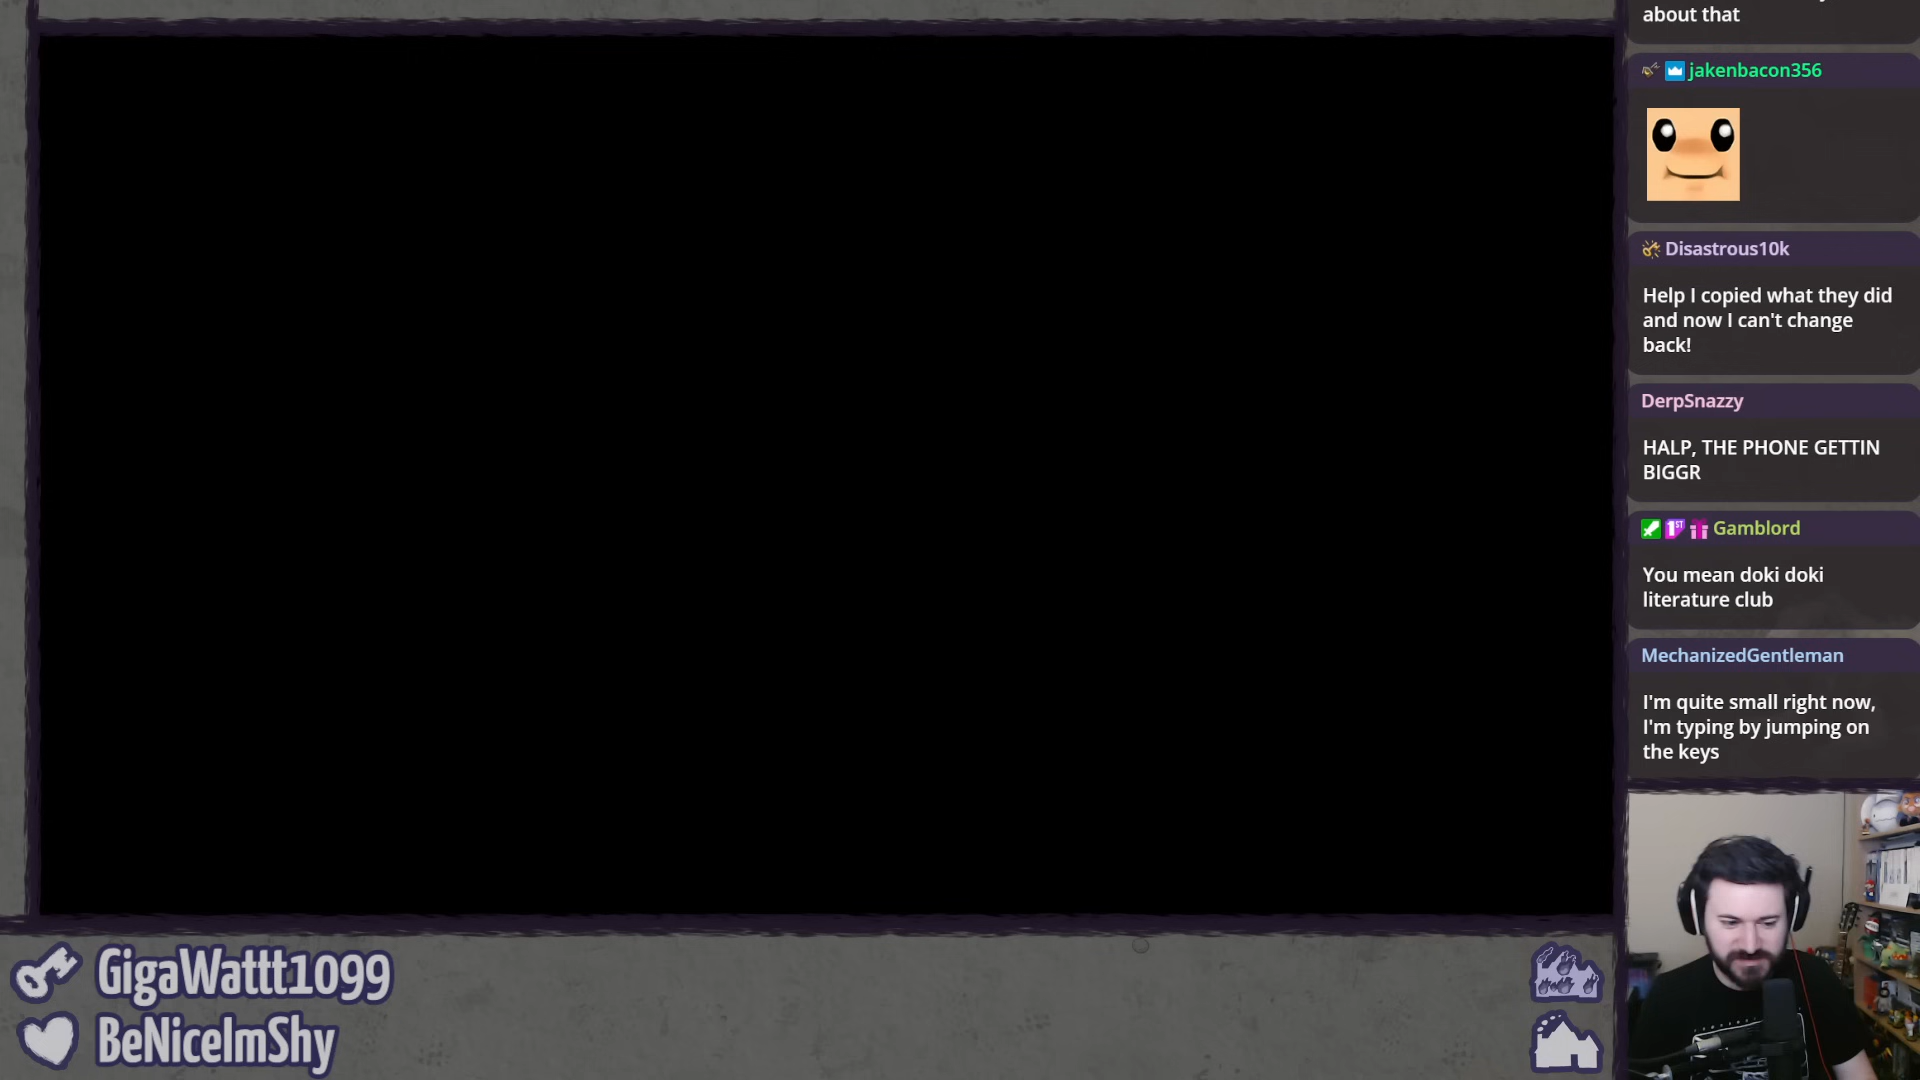 about that
jakenbacon356
Disastrous10k
Help I copied what they did
and now I can't change
back!
DerpSnazzy
HALP, THE PHONE GETTIN
BIGGR
1ST Gamblord
You mean doki doki
literature club
MechanizedGentleman
I'm quite small right now,
I'm typing by jumping on
the keys
GigaWattt1099
BeNiceImShy